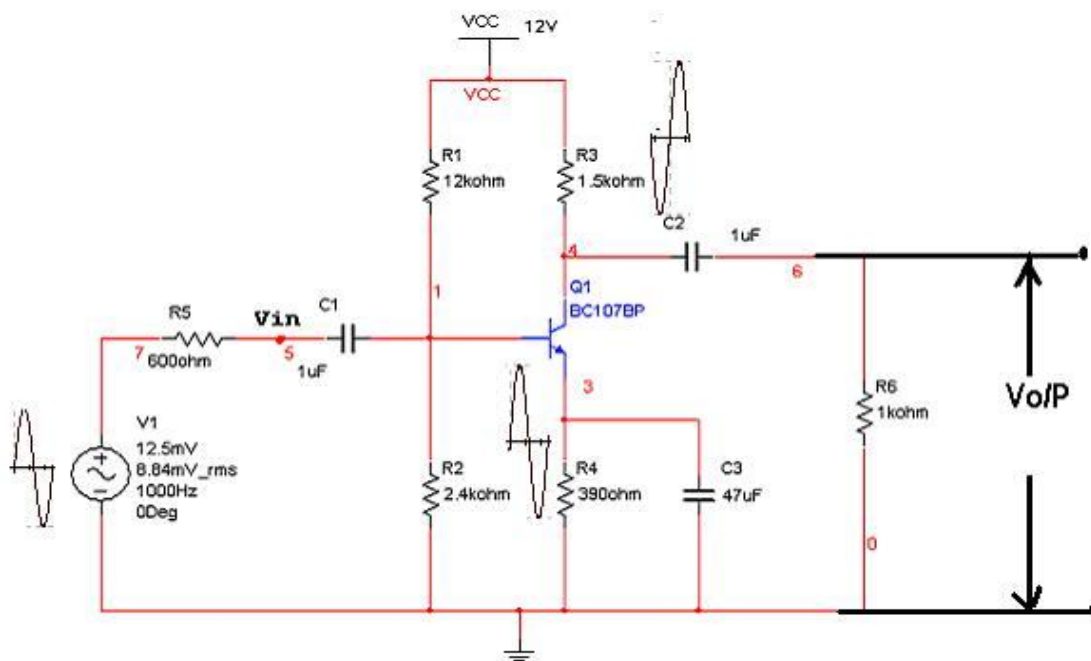 VCC 12V
VCC
R1
12kohm
R3
1.5kohm
C2
1uF
4
6
1
Q1
BC107BP
R5
Vin
C1
7
5
600ohm
1uF
3
R6
1kohm
Vo/P
V1
12.5mV
8.84mV_rms
1000Hz
0Deg
R2
2.4kohm
R4
390ohm
C3
47uF
0